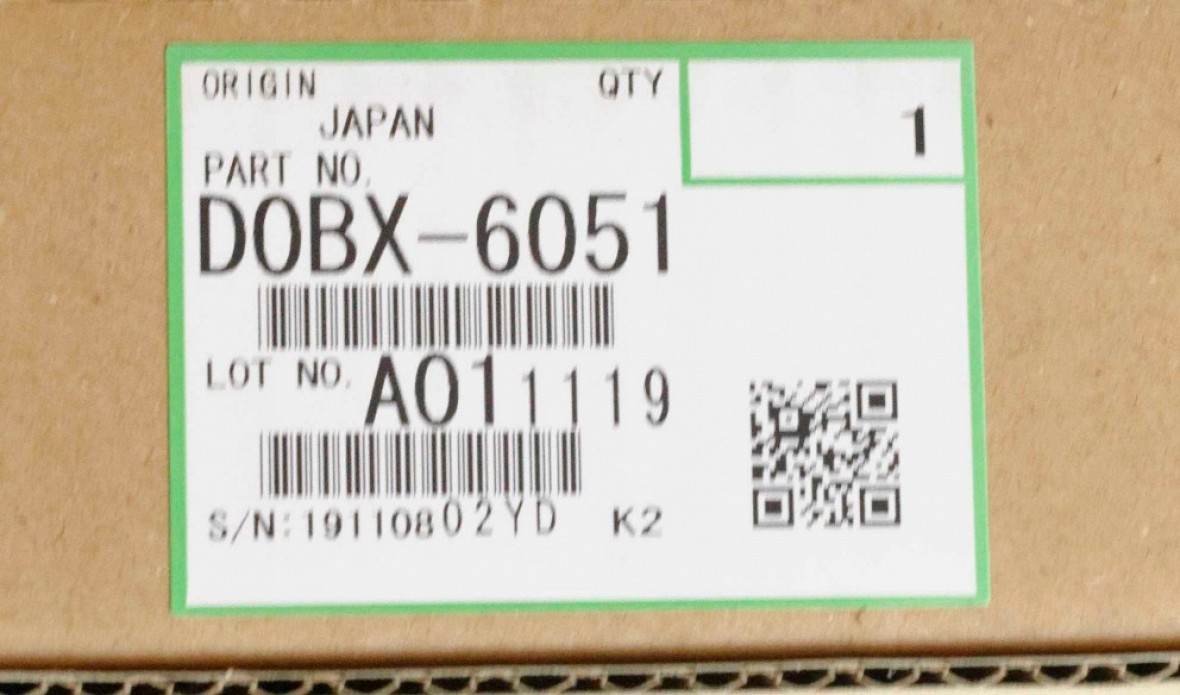 ORIGIN QTY
JAPAN 1
PART NO.
D0BX-6051
LOT NO. A011119
S/N:19110802YD K2